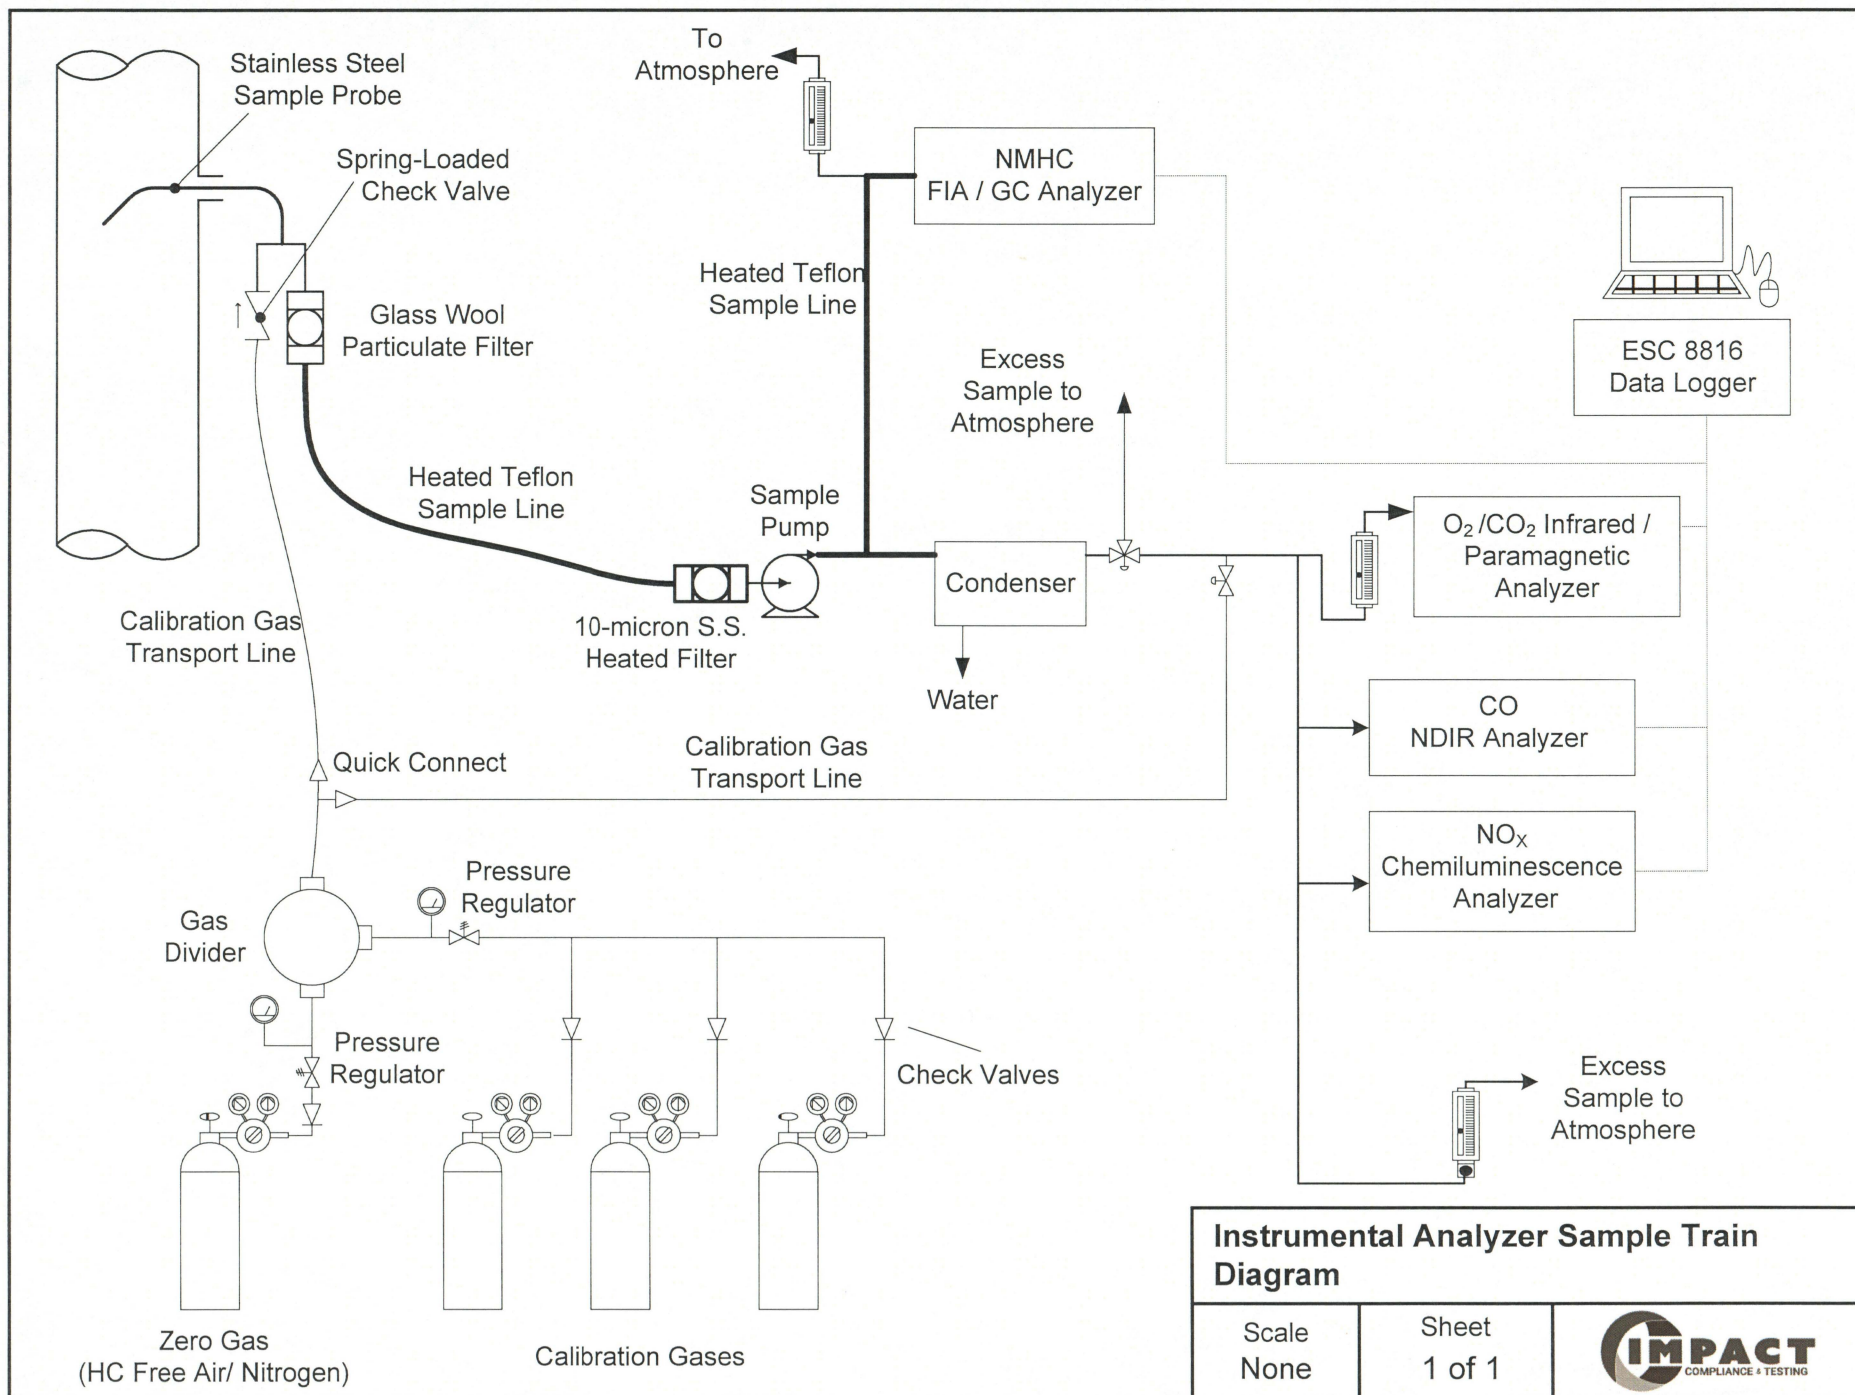 Stainless Steel
Sample Probe
Spring-Loaded
Check Valve
To
Atmosphere
NMHC
FIA / GC Analyzer
Glass Wool
Particulate Filter
Heated Teflon
Sample Line
Excess
Sample to
Atmosphere
ESC 8816
Data Logger
Heated Teflon
Sample Line
Sample
Pump
10-micron S.S.
Heated Filter
Condenser
Water
O₂ /CO₂ Infrared /
Paramagnetic
Analyzer
Calibration Gas
Transport Line
CO
NDIR Analyzer
Quick Connect
Calibration Gas
Transport Line
NOₓ
Chemiluminescence
Analyzer
Gas
Divider
Pressure
Regulator
Pressure
Regulator
Check Valves
Excess
Sample to
Atmosphere
Zero Gas
(HC Free Air/ Nitrogen)
Calibration Gases
Instrumental Analyzer Sample Train
Diagram
Scale
None
Sheet
1 of 1
IMPACT
COMPLIANCE & TESTING